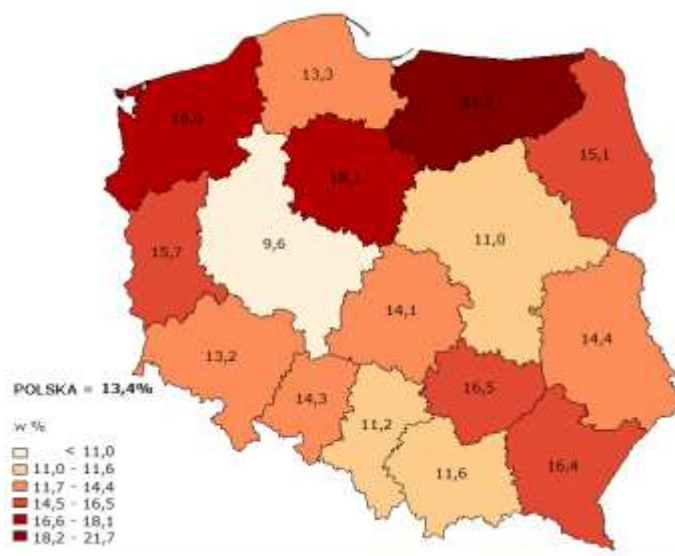 13,3
21,7
18,0
15,1
18,1
15,7
9,6
11,0
14,1
14,4
13,2
16,5
14,3
11,2
11,6
16,4
POLSKA = 13,4%
w %
< 11,0
11,0 - 11,6
11,7 - 14,4
14,5 - 16,5
16,6 - 18,1
18,2 - 21,7